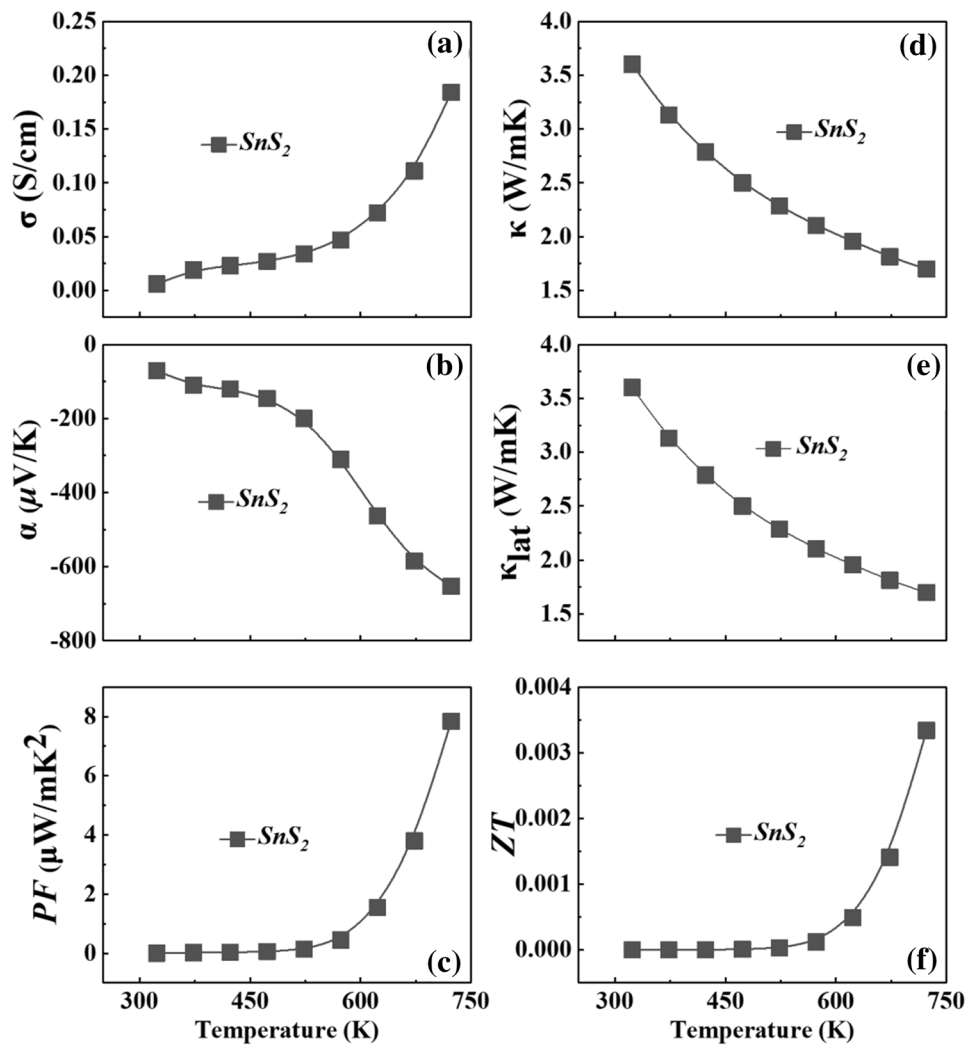 (a)
σ (S/cm)
0.25
0.20
0.15
0.10
0.05
0.00
SnS₂
(d)
κ (W/mK)
4.0
3.5
3.0
2.5
2.0
1.5
SnS₂
(b)
α (μV/K)
0
-200
-400
-600
-800
SnS₂
(e)
κlat (W/mK)
4.0
3.5
3.0
2.5
2.0
1.5
SnS₂
PF (μW/mK²)
8
6
4
2
0
SnS₂
(c)
300 450 600 750
Temperature (K)
ZT
0.004
0.003
0.002
0.001
0.000
SnS₂
(f)
300 450 600 750
Temperature (K)